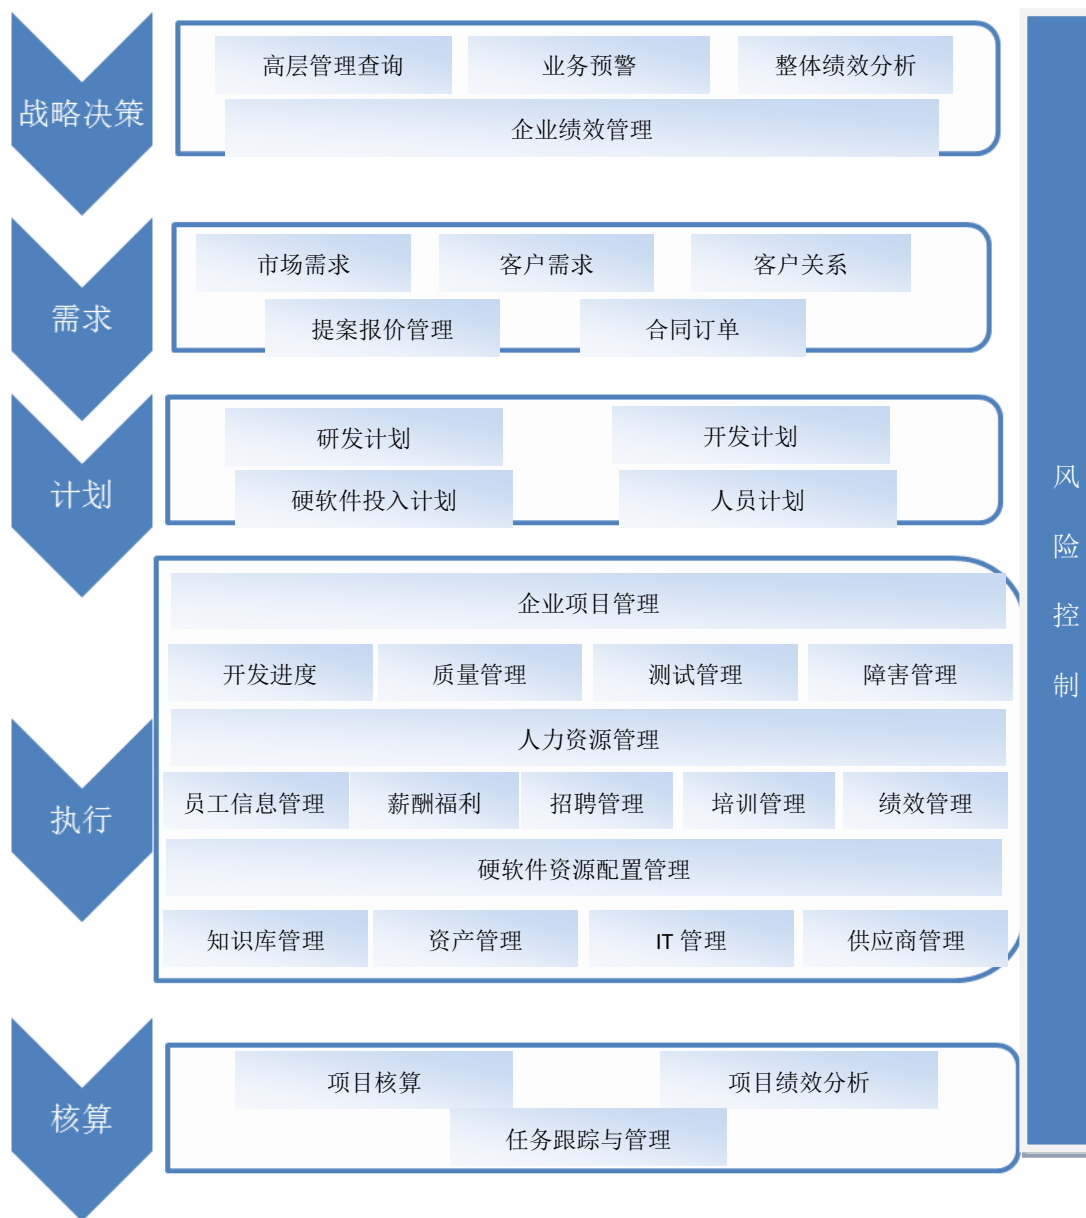 战略决策
高层管理查询
业务预警
整体绩效分析
企业绩效管理
需求
市场需求
客户需求
客户关系
提案报价管理
合同订单
计划
研发计划
开发计划
硬软件投入计划
人员计划
执行
企业项目管理
开发进度
质量管理
测试管理
障害管理
人力资源管理
员工信息管理
薪酬福利
招聘管理
培训管理
绩效管理
硬软件资源配置管理
知识库管理
资产管理
IT 管理
供应商管理
核算
项目核算
项目绩效分析
任务跟踪与管理
风
险
控
制